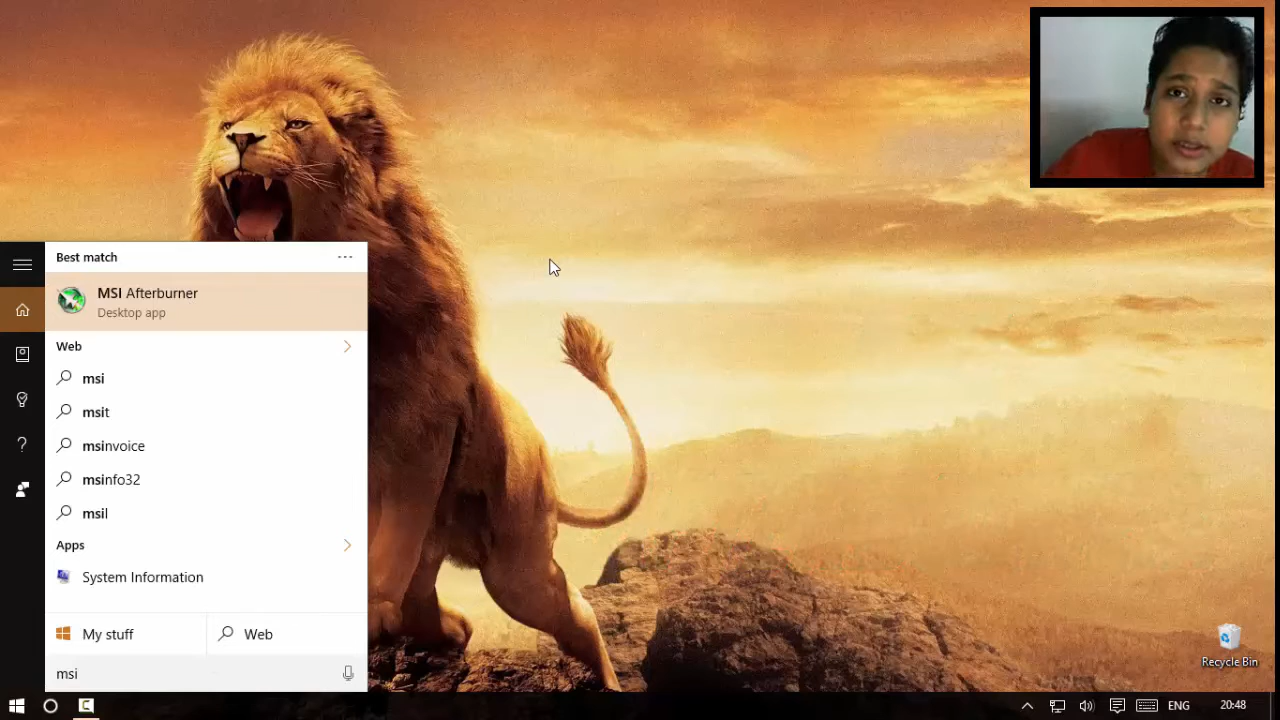 Best match
MSI Afterburner
Desktop app
Web
msi
msit
msinvoice
msinfo32
msil
Apps
System Information
My stuff
Web
msi
Recycle Bin
ENG
20:48